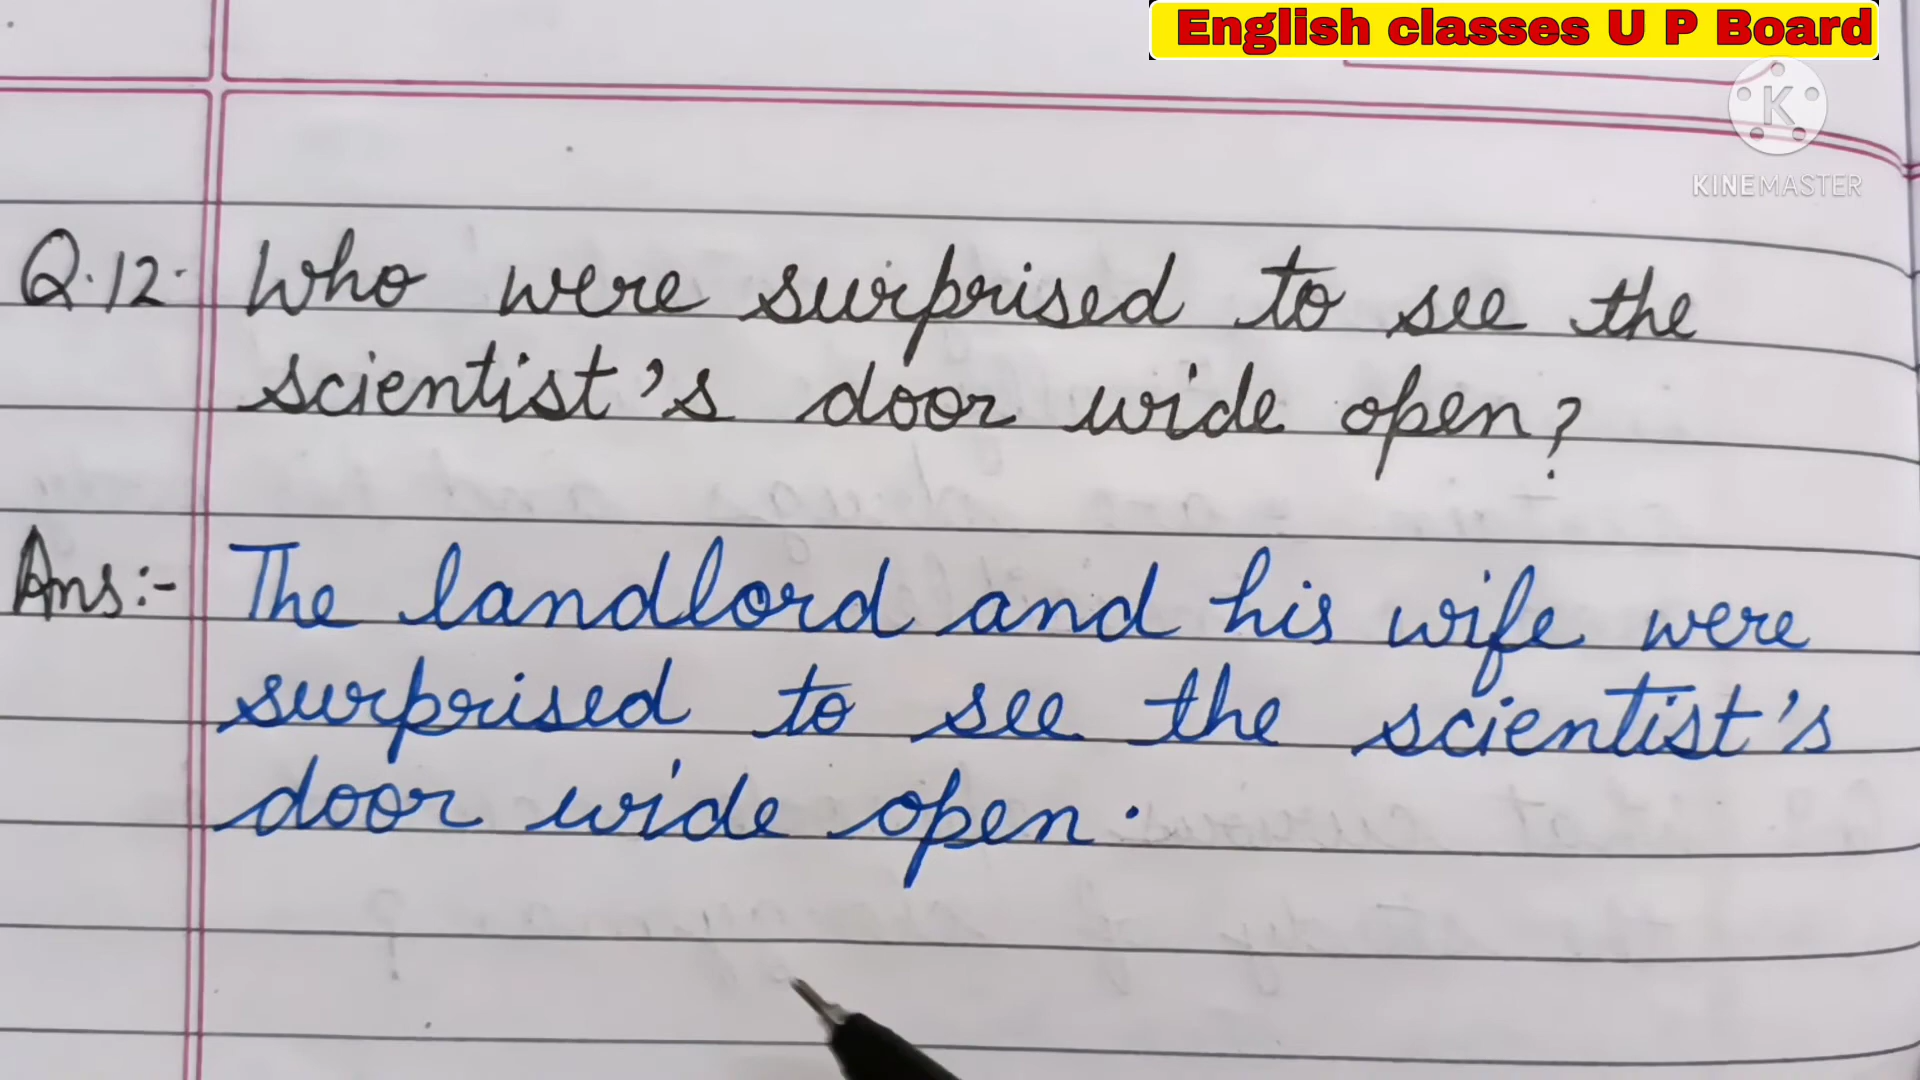 English classes U P Board
KINEMASTER
Q.12. Who were surprised to see the
scientist's door wide open?
Ans:- The landlord and his wife were
surprised to see the scientist's
door wide open.